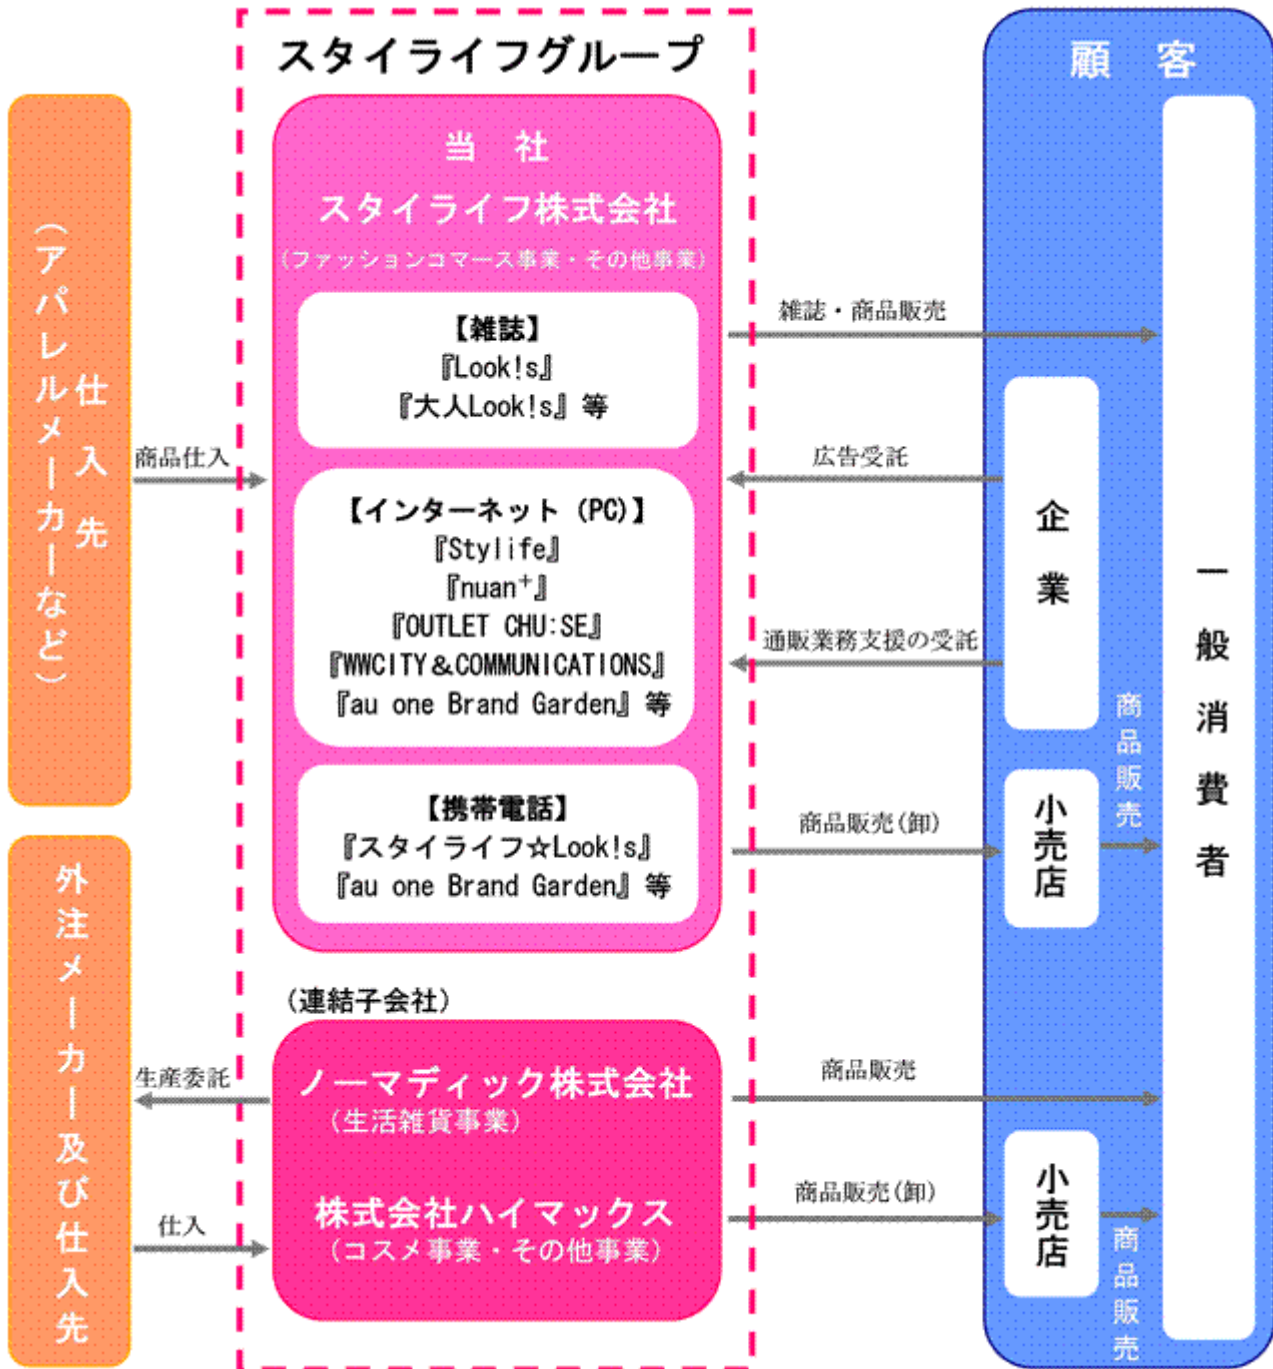 スタイライフグループ
当社
スタイライフ株式会社
(ファッションコマース事業・その他事業)
【雑誌】
『Look!s』
『大人Look!s』等
【インターネット(PC)】
『Stylife』
『nuan⁺』
『OUTLET CHU:SE』
『WWCITY&COMMUNICATIONS』
『au one Brand Garden』等
【携帯電話】
『スタイライフ☆Look!s』
『au one Brand Garden』等
(連結子会社)
ノーマディック株式会社
(生活雑貨事業)
株式会社ハイマックス
(コスメ事業・その他事業)
仕入先
(アパレルメーカーなど)
外注メーカー及び仕入先
商品仕入
生産委託
仕入
雑誌・商品販売
広告受託
通販業務支援の受託
商品販売(卸)
商品販売
商品販売(卸)
顧客
企業
小売店
商品販売
小売店
商品販売
一般消費者